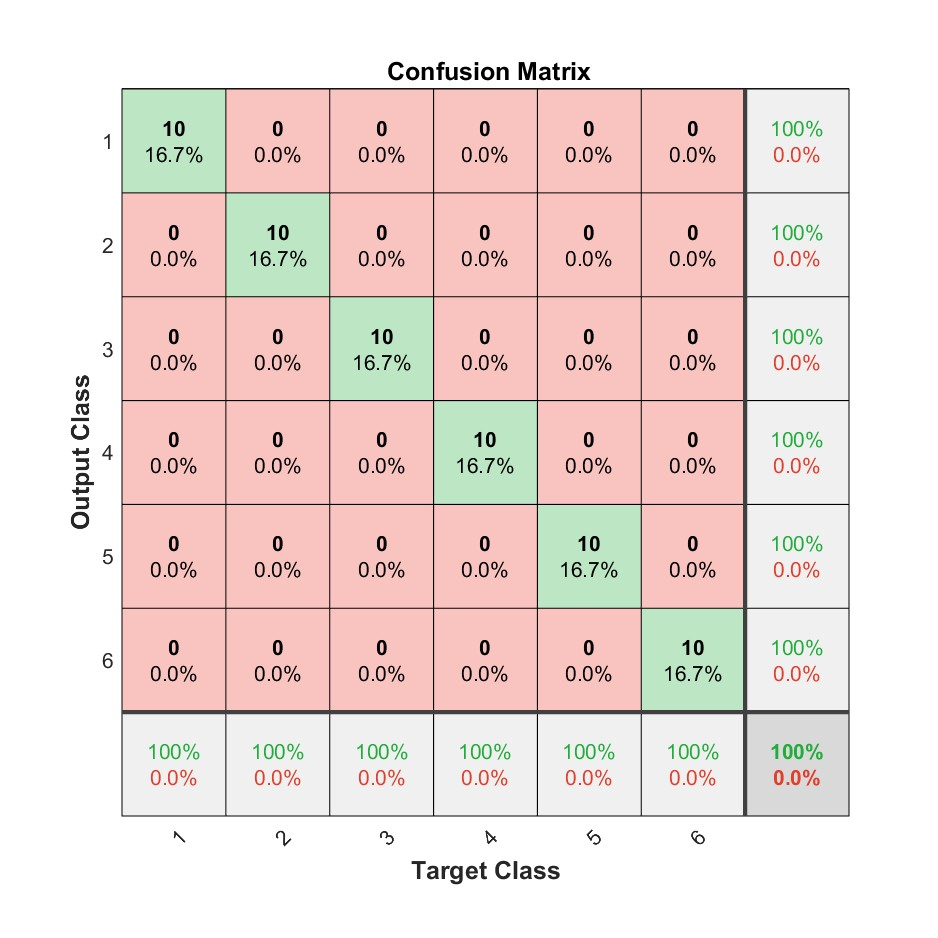 Confusion Matrix
10 0 0 0 0 0 100%
1
16.7% 0.0% 0.0% 0.0% 0.0% 0.0% 0.0%
0 10 0 0 0 0 100%
2
0.0% 16.7% 0.0% 0.0% 0.0% 0.0% 0.0%
0 0 10 0 0 0 100%
3
0.0% 0.0% 16.7% 0.0% 0.0% 0.0% 0.0%
0 0 0 10 0 0 100%
4
0.0% 0.0% 0.0% 16.7% 0.0% 0.0% 0.0%
0 0 0 0 10 0 100%
5
0.0% 0.0% 0.0% 0.0% 16.7% 0.0% 0.0%
0 0 0 0 0 10 100%
6
0.0% 0.0% 0.0% 0.0% 0.0% 16.7% 0.0%
100% 100% 100% 100% 100% 100% 100%
0.0% 0.0% 0.0% 0.0% 0.0% 0.0% 0.0%
1 2 3 4 5 6
Target Class
Output Class